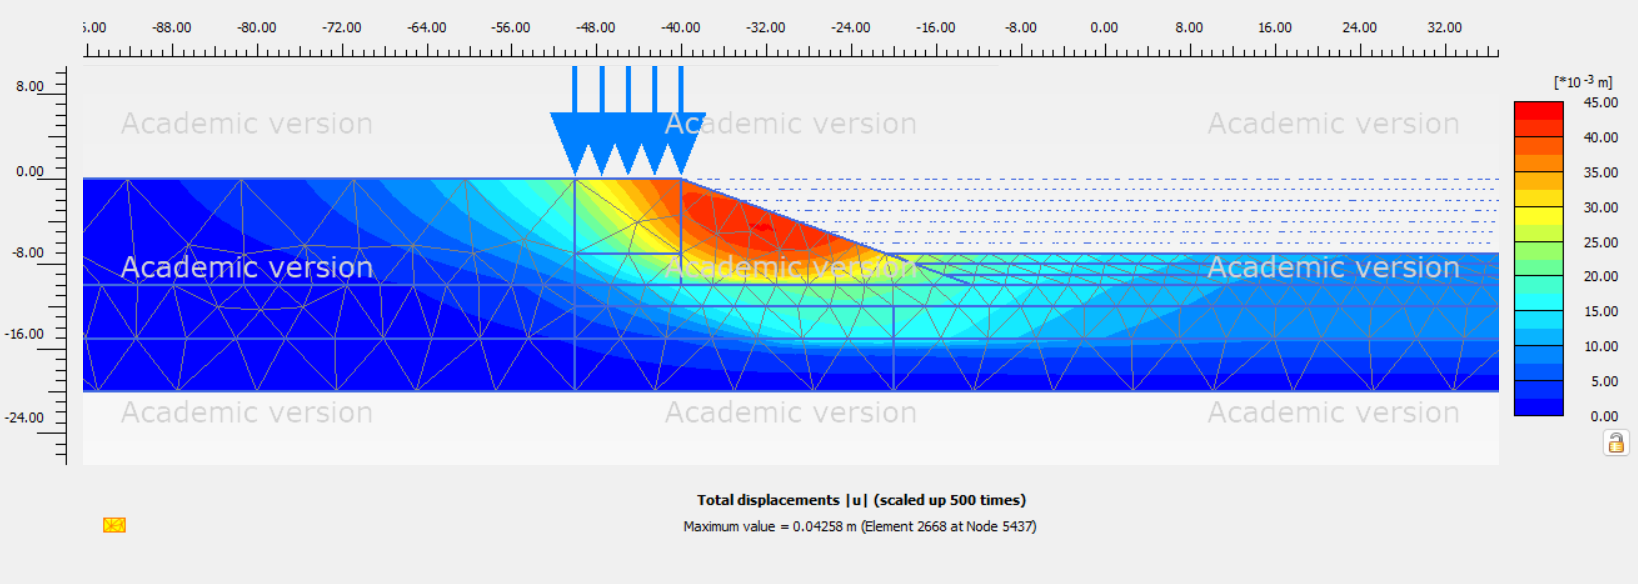 5.00 -88.00 -80.00 -72.00 -64.00 -56.00 -48.00 -40.00 -32.00 -24.00 -16.00 -8.00 0.00 8.00 16.00 24.00 32.00
[*10 -3 m]
8.00
45.00
Academic version Academic version Academic version
40.00
0.00
35.00
30.00
-8.00
25.00
Academic version Academic version Academic version
20.00
15.00
-16.00
10.00
5.00
-24.00
0.00
Academic version Academic version Academic version
Total displacements |u| (scaled up 500 times)
Maximum value = 0.04258 m (Element 2668 at Node 5437)